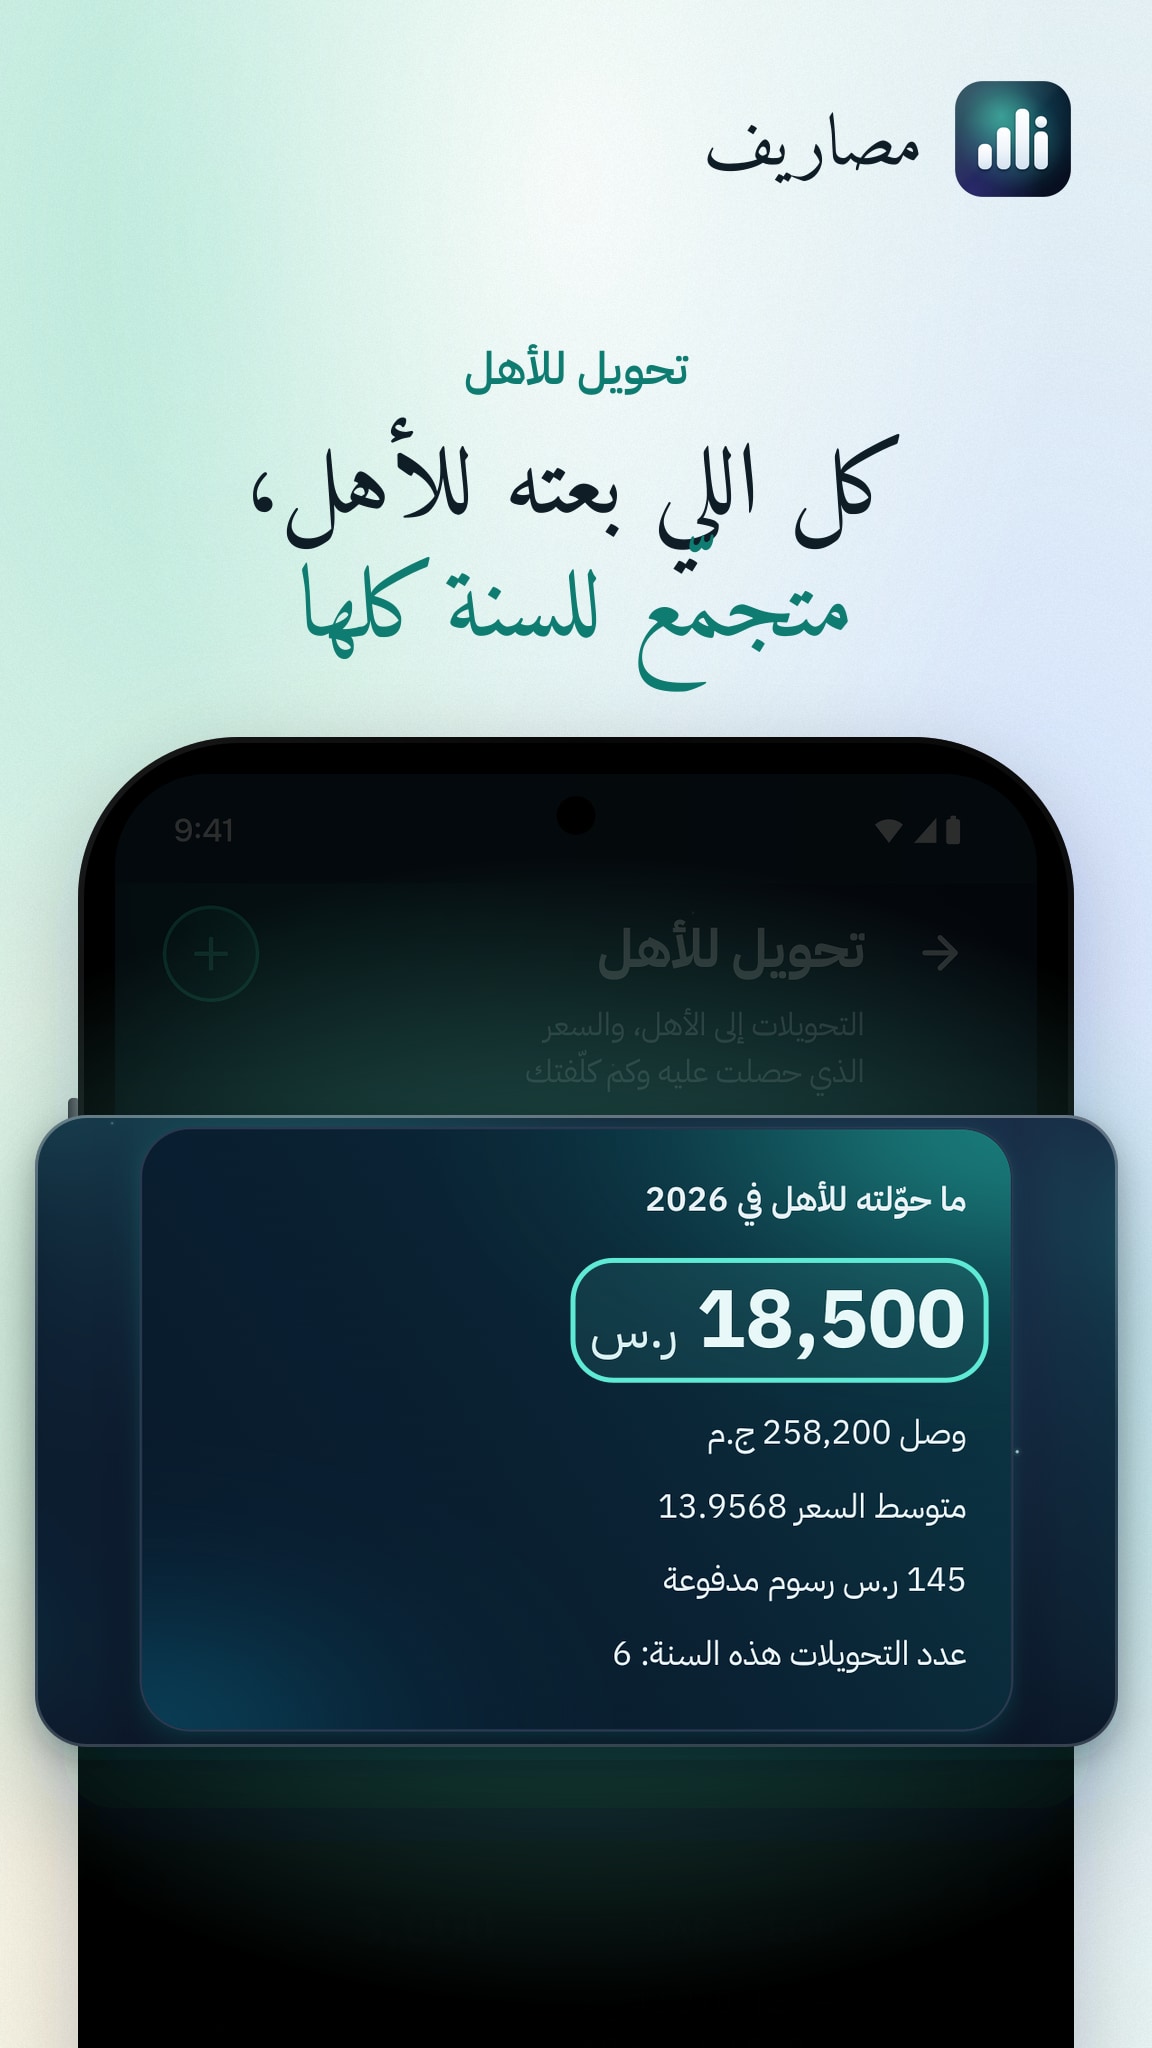 مصاريف
تحويل للأهل
كل اللي بعته للأهل،
متجمّع للسنة كلها
9:41
تحويل للأهل
التحويلات إلى الأهل، والسعر
الذي حصلت عليه وكم كلّفتك
ما حوّلته للأهل في 2026
18,500 ر.س
وصل 258,200 ج.م
متوسط السعر 13.9568
145 ر.س رسوم مدفوعة
عدد التحويلات هذه السنة: 6